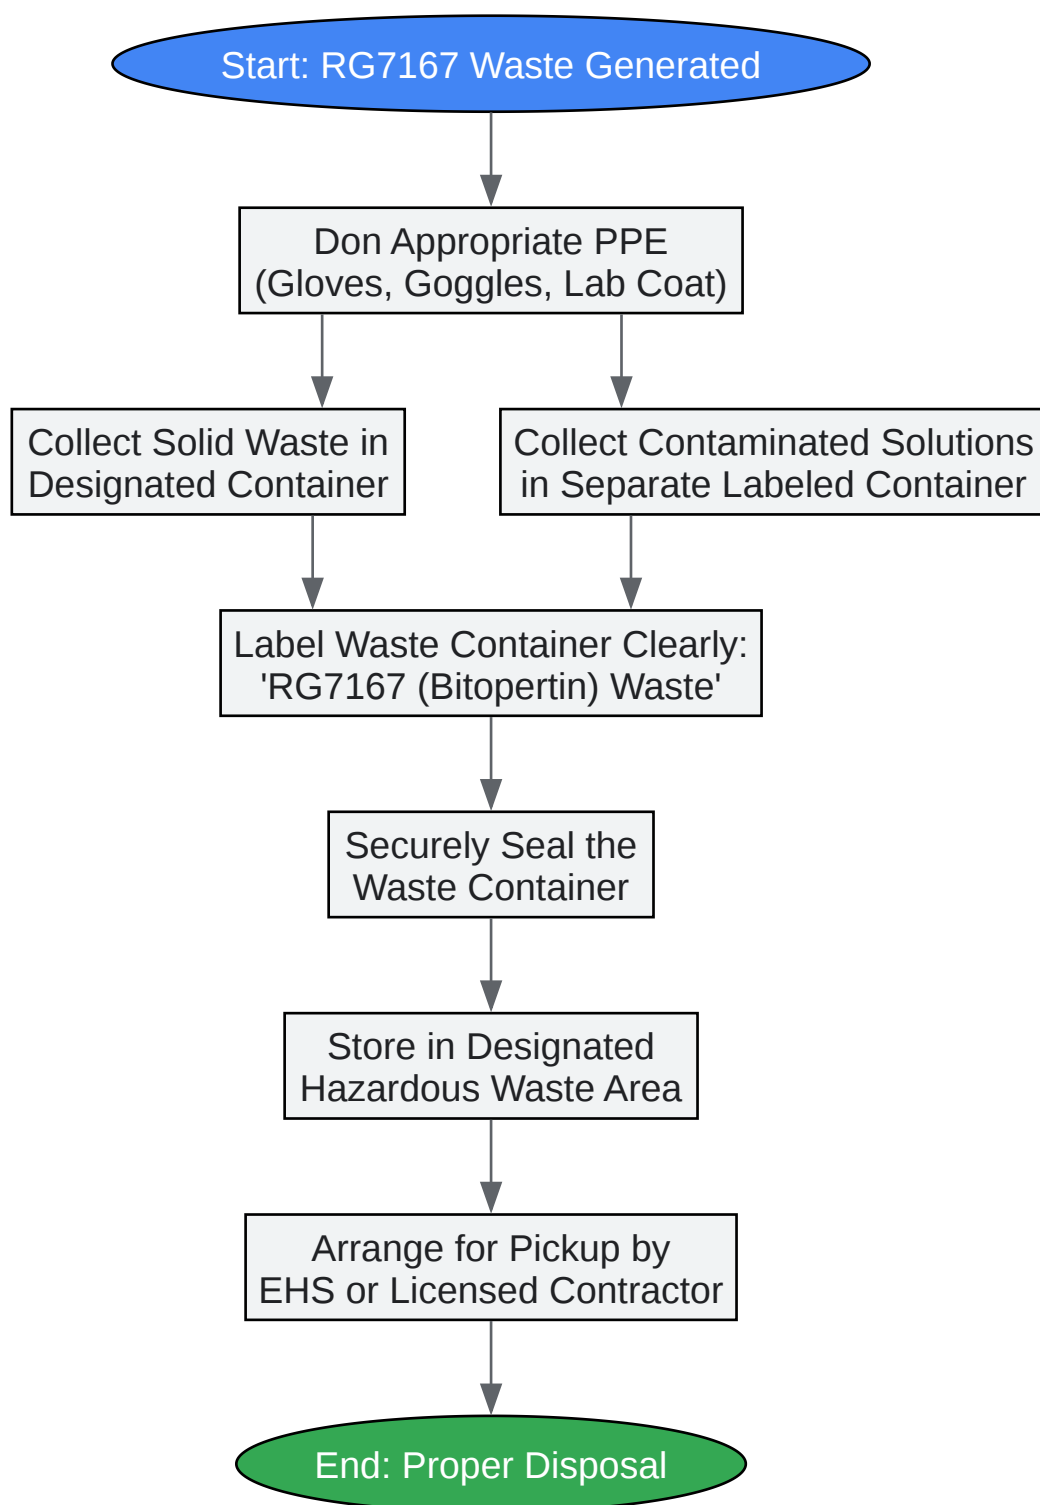 Start: RG7167 Waste Generated
Don Appropriate PPE
(Gloves, Goggles, Lab Coat)
Collect Solid Waste in
Designated Container
Collect Contaminated Solutions
in Separate Labeled Container
Label Waste Container Clearly:
'RG7167 (Bitopertin) Waste'
Securely Seal the
Waste Container
Store in Designated
Hazardous Waste Area
Arrange for Pickup by
EHS or Licensed Contractor
End: Proper Disposal